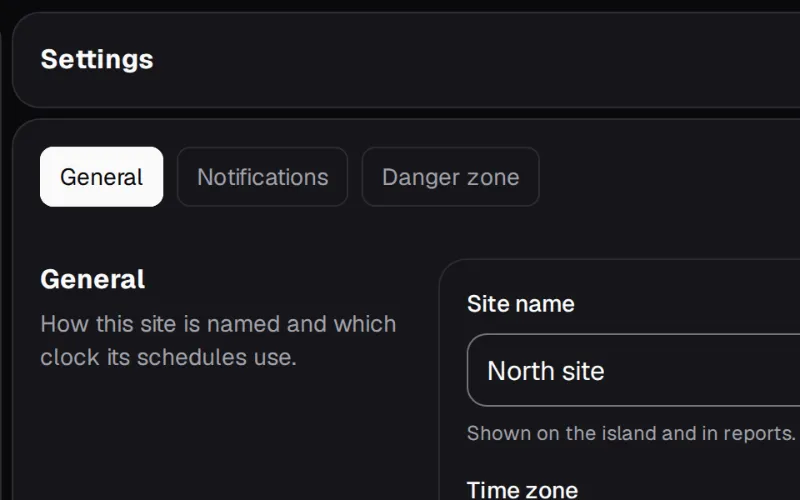 Settings
General
Notifications
Danger zone
General
How this site is named and which
clock its schedules use.
Site name
North site
Shown on the island and in reports.
Time zone